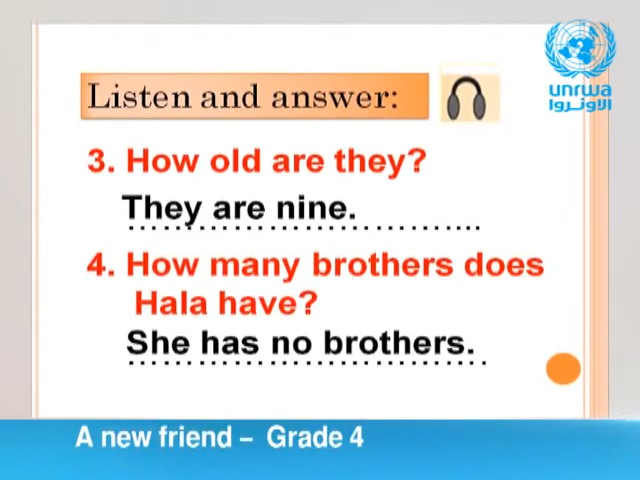 unrwa
الاونروا
Listen and answer:
3. How old are they?
They are nine.
4. How many brothers does
Hala have?
She has no brothers.
A new friend – Grade 4